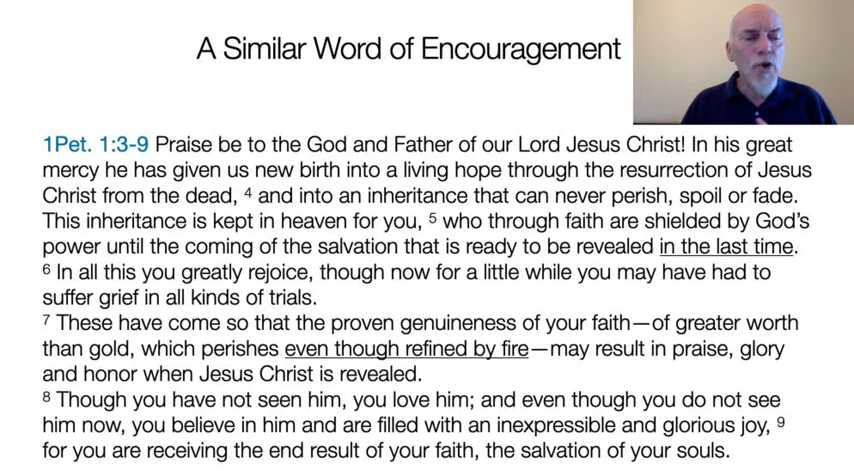 A Similar Word of Encouragement
1Pet. 1:3-9 Praise be to the God and Father of our Lord Jesus Christ! In his great
mercy he has given us new birth into a living hope through the resurrection of Jesus
Christ from the dead, ⁴ and into an inheritance that can never perish, spoil or fade.
This inheritance is kept in heaven for you, ⁵ who through faith are shielded by God's
power until the coming of the salvation that is ready to be revealed in the last time.
⁶ In all this you greatly rejoice, though now for a little while you may have had to
suffer grief in all kinds of trials.
⁷ These have come so that the proven genuineness of your faith—of greater worth
than gold, which perishes even though refined by fire—may result in praise, glory
and honor when Jesus Christ is revealed.
⁸ Though you have not seen him, you love him; and even though you do not see
him now, you believe in him and are filled with an inexpressible and glorious joy, ⁹
for you are receiving the end result of your faith, the salvation of your souls.